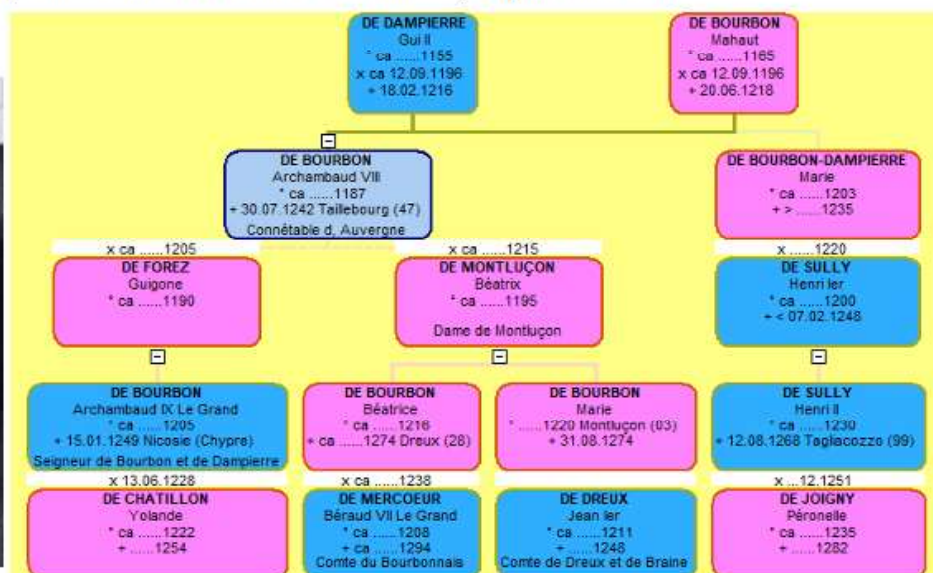 DE DAMPIERRE
Gui II
* ca ......1155
x ca 12.09.1196
+ 18.02.1216
DE BOURBON
Mahaut
* ca ......1165
x ca 12.09.1196
+ 20.06.1218
DE BOURBON
Archambaud VIII
* ca ......1187
+ 30.07.1242 Taillebourg (47)
Connétable d, Auvergne
DE BOURBON-DAMPIERRE
Marie
* ca ......1203
+ > ......1235
x ca ......1205
DE FOREZ
Guigone
* ca ......1190
x ca ......1215
DE MONTLUÇON
Béatrix
* ca ......1195
Dame de Montluçon
x ......1220
DE SULLY
Henri Ier
* ca ......1200
+ < 07.02.1248
DE BOURBON
Archambaud IX Le Grand
* ca ......1205
+ 15.01.1249 Nicosie (Chypre)
Seigneur de Bourbon et de Dampierre
DE BOURBON
Béatrice
* ca ......1216
+ ca ......1274 Dreux (28)
DE BOURBON
Marie
* ......1220 Montluçon (03)
+ 31.08.1274
DE SULLY
Henri II
* ca ......1230
+ 12.08.1268 Tagliacozzo (99)
x 13.06.1228
DE CHATILLON
Yolande
* ca ......1222
+ ......1254
x ca ......1238
DE MERCOEUR
Béraud VII Le Grand
* ca ......1208
+ ca ......1294
Comte du Bourbonnais
DE DREUX
Jean Ier
* ca ......1211
+ ......1248
Comte de Dreux et de Braine
x ...12.1251
DE JOIGNY
Péronelle
* ca ......1235
+ ......1282